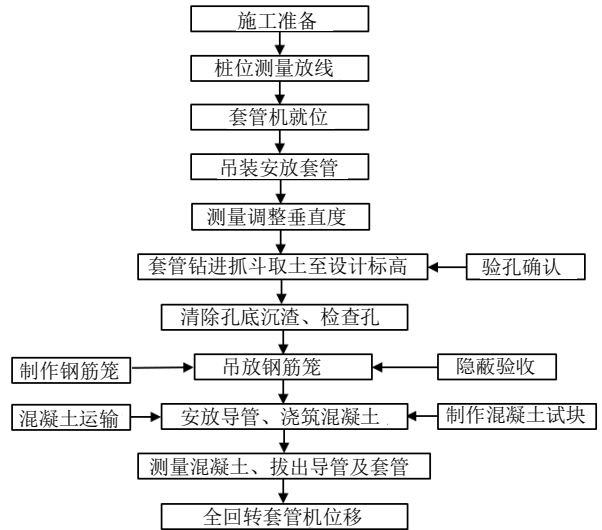 施工准备
桩位测量放线
套管机就位
吊装安放套管
测量调整垂直度
套管钻进抓斗取土至设计标高
验孔确认
清除孔底沉渣、检查孔
制作钢筋笼
吊放钢筋笼
隐蔽验收
混凝土运输
安放导管、浇筑混凝土
制作混凝土试块
测量混凝土、拔出导管及套管
全回转套管机位移